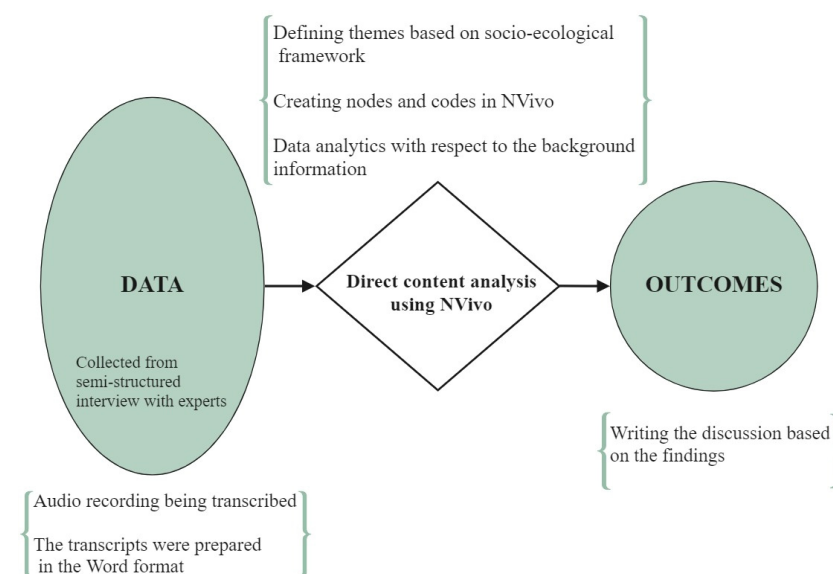 Defining themes based on socio-ecological
framework
Creating nodes and codes in NVivo
Data analytics with respect to the background
information
DATA
Collected from
semi-structured
interview with experts
Direct content analysis
using NVivo
OUTCOMES
Writing the discussion based
on the findings
Audio recording being transcribed
The transcripts were prepared
in the Word format